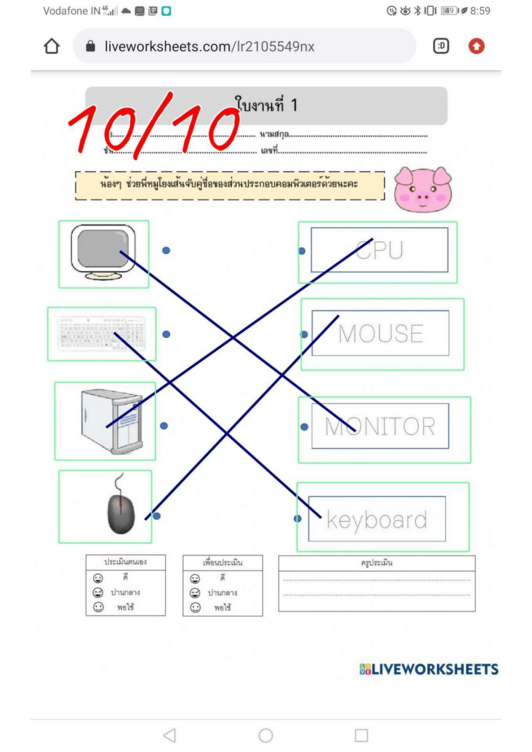 Vodafone IN 4G 49 8:59
liveworksheets.com/lr2105549nx :D
ใบงานที่ 1
10/10
นามสกุล
ชั้น เลขที่
น้องๆ ช่วยพี่หมูโยงเส้นจับคู่ชื่อของส่วนประกอบคอมพิวเตอร์ด้วยนะคะ
CPU
MOUSE
MONITOR
keyboard
ประเมินตนเอง เพื่อนประเมิน ครูประเมิน
ดี ดี
ปานกลาง ปานกลาง
พอใช้ พอใช้
LIVEWORKSHEETS